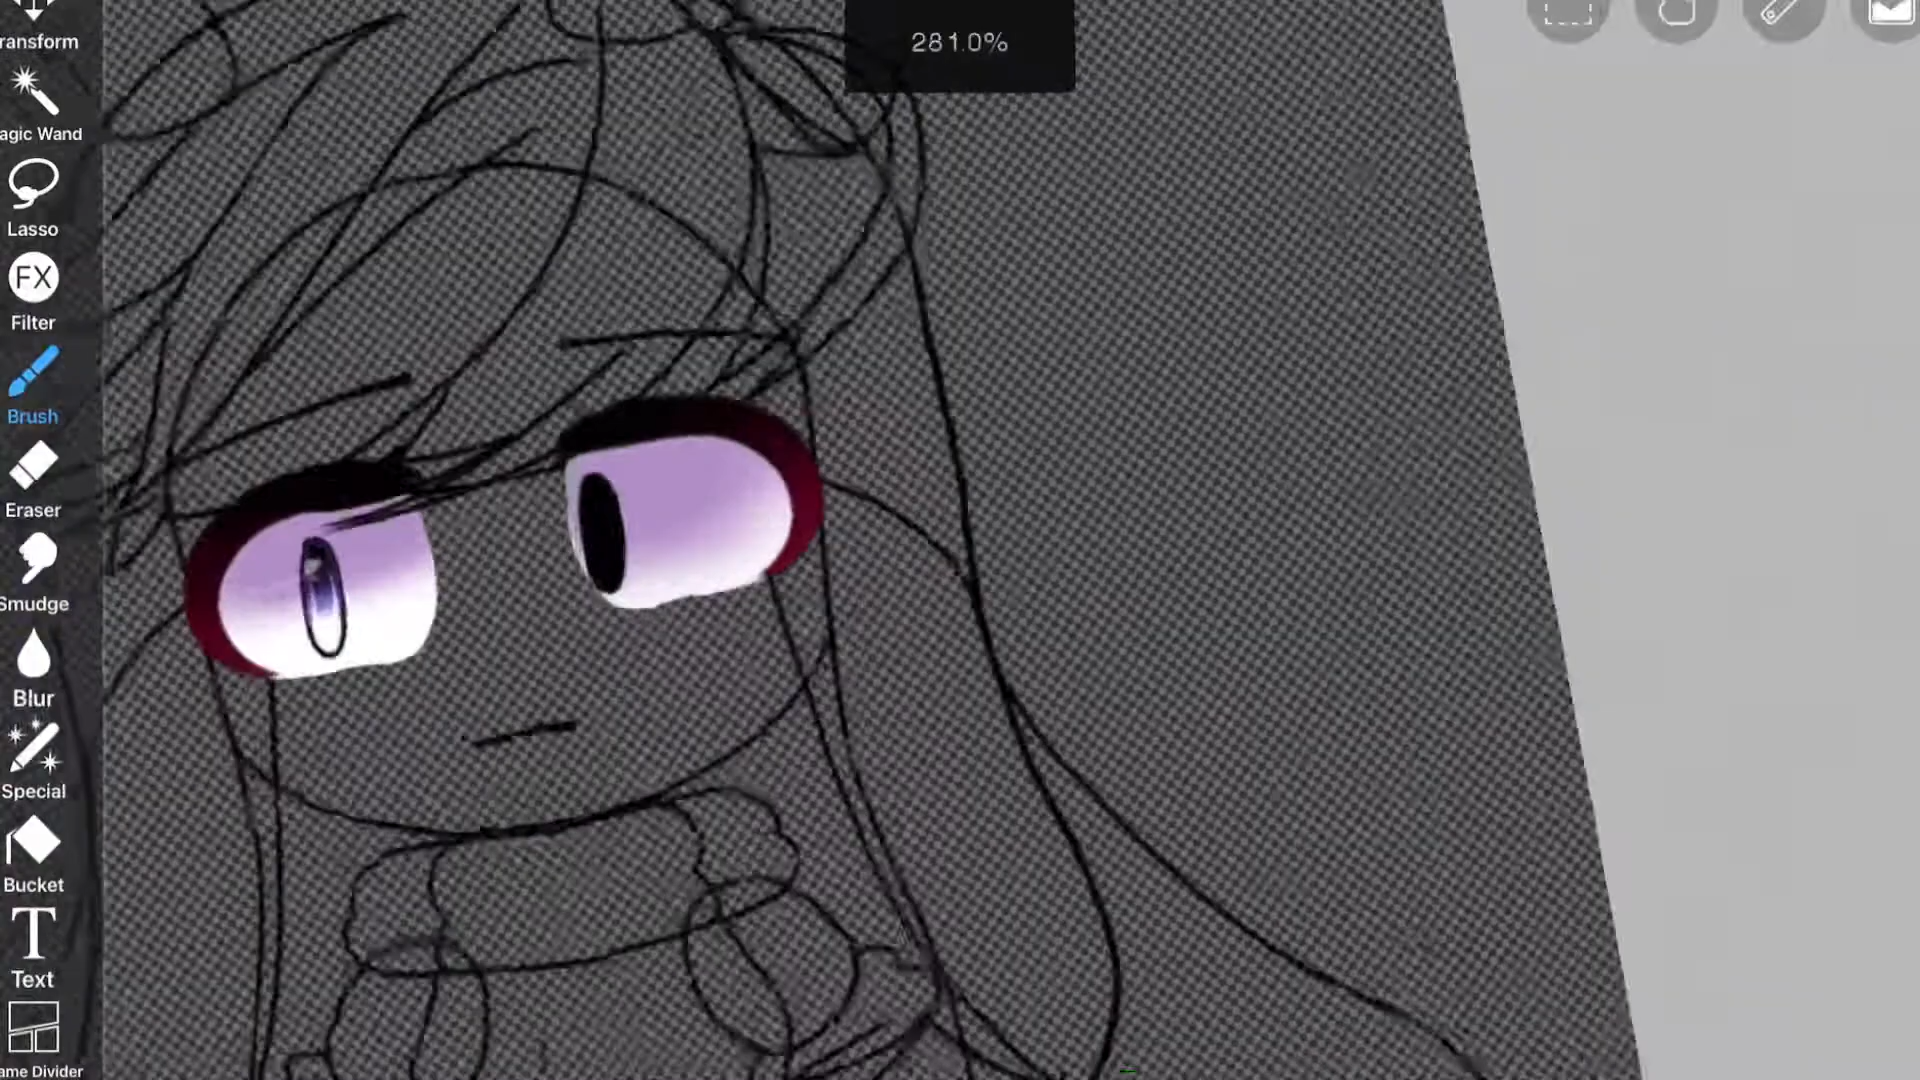 ransform
281.0%
agic Wand
Lasso
FX
Filter
Brush
Eraser
Smudge
Blur
Special
Bucket
T
Text
ame Divider